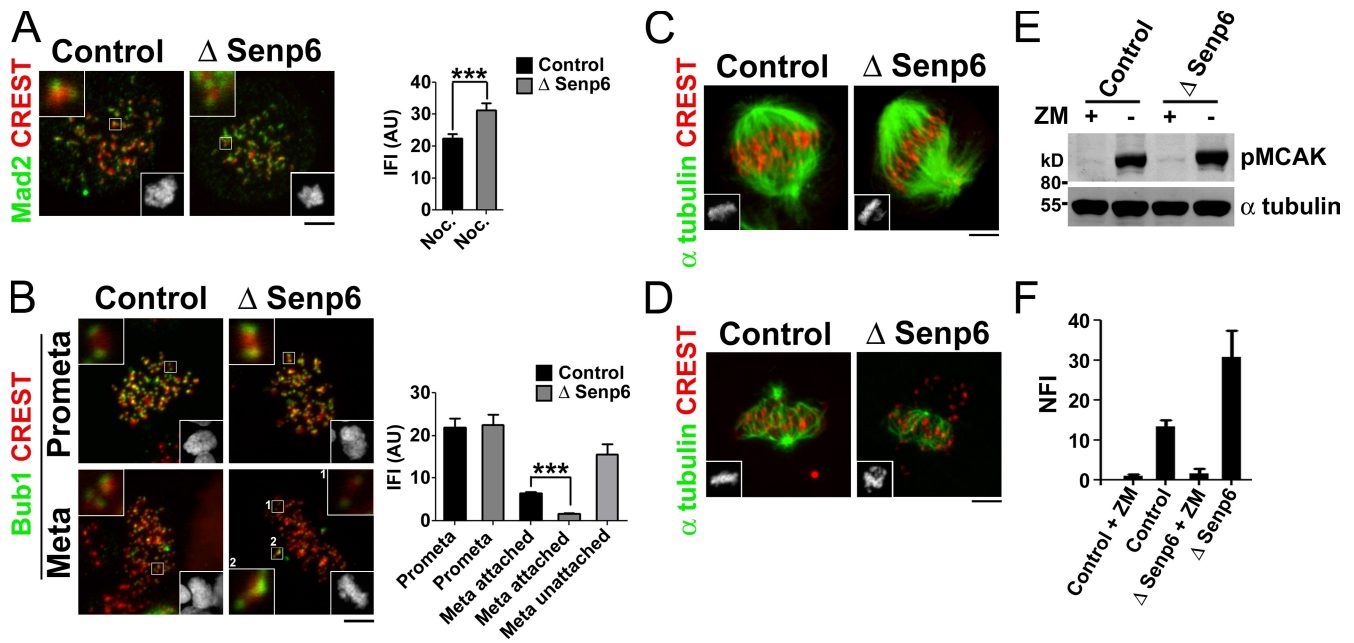 A
Control
Δ Senp6
Mad2 CREST
IFI (AU)
40
30
20
10
0
***
Control
Δ Senp6
Noc.
Noc.
B
Control
Δ Senp6
Bub1 CREST
Prometa
Meta
1
1
2
2
IFI (AU)
30
20
10
0
***
Control
Δ Senp6
Prometa
Prometa
Meta attached
Meta attached
Meta unattached
C
Control
Δ Senp6
α tubulin CREST
D
Control
Δ Senp6
α tubulin CREST
E
Control
Δ Senp6
ZM + - + -
kD
80-
55-
pMCAK
α tubulin
F
NFI
40
30
20
10
0
Control + ZM
Control
Δ Senp6 + ZM
Δ Senp6